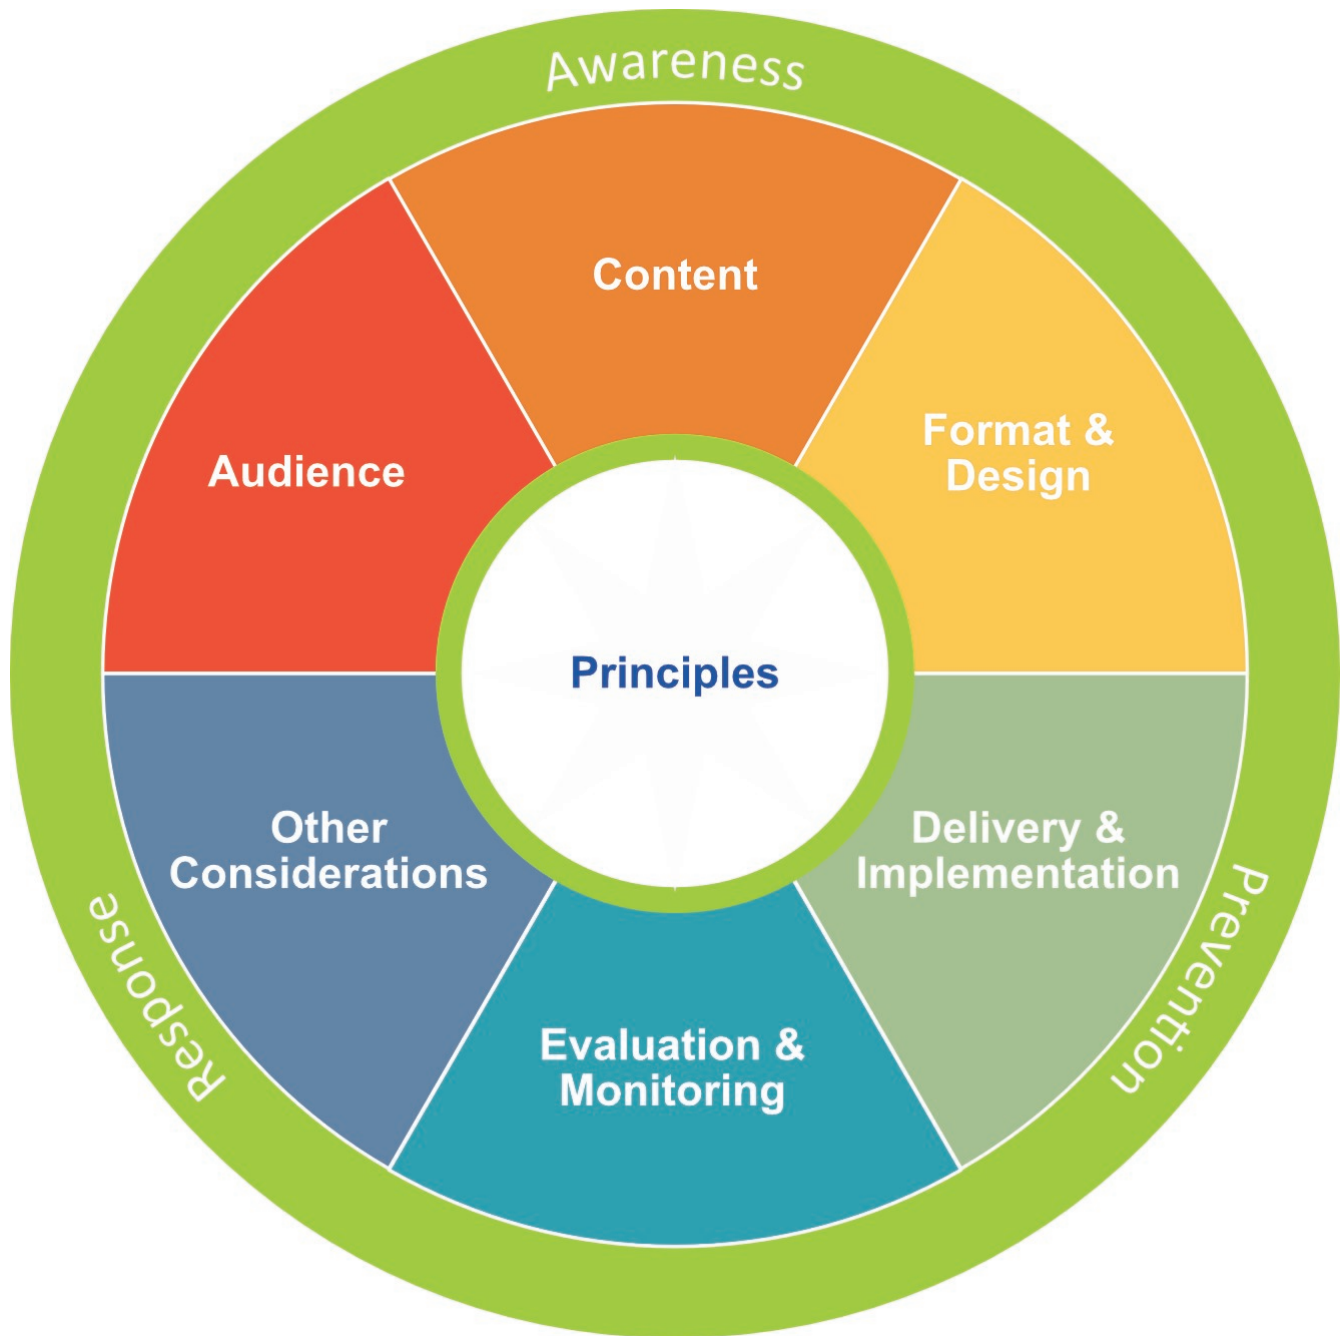 Awareness
Content
Format &
Design
Audience
Principles
Other
Considerations
Delivery &
Implementation
Evaluation &
Monitoring
Response
Prevention